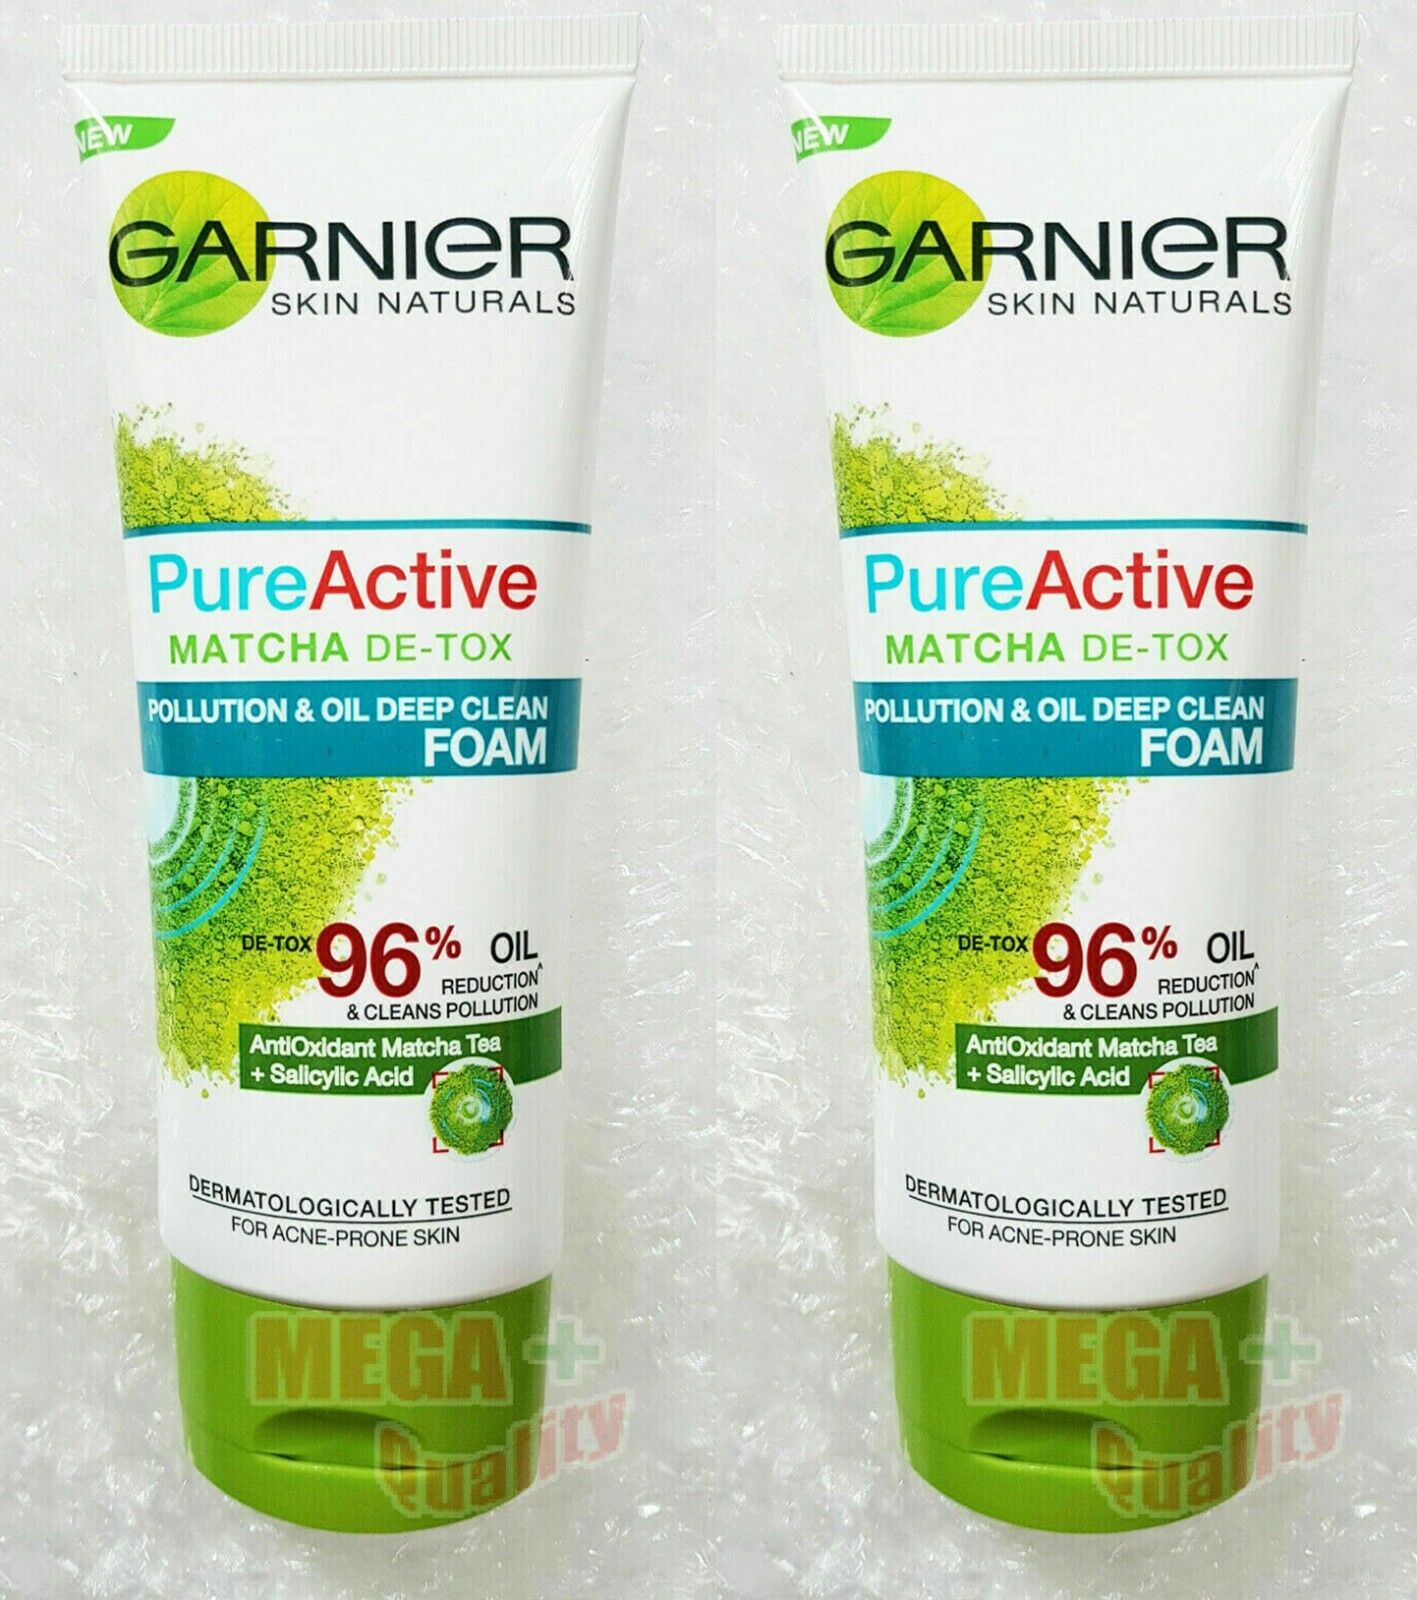 NEW
GARNIER
SKIN NATURALS
PureActive
MATCHA DE-TOX
POLLUTION & OIL DEEP CLEAN
FOAM
DE-TOX 96% OIL
REDUCTION^
& CLEANS POLLUTION
AntiOxidant Matcha Tea
+ Salicylic Acid
DERMATOLOGICALLY TESTED
FOR ACNE-PRONE SKIN
MEGA +
Quality
NEW
GARNIER
SKIN NATURALS
PureActive
MATCHA DE-TOX
POLLUTION & OIL DEEP CLEAN
FOAM
DE-TOX 96% OIL
REDUCTION^
& CLEANS POLLUTION
AntiOxidant Matcha Tea
+ Salicylic Acid
DERMATOLOGICALLY TESTED
FOR ACNE-PRONE SKIN
MEGA +
Quality